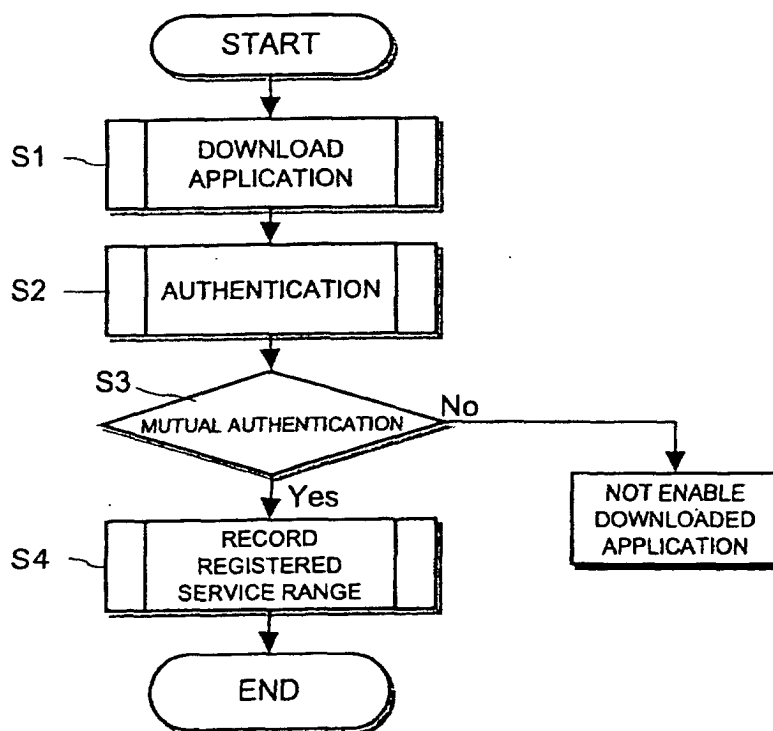 START
S1
DOWNLOAD
APPLICATION
S2
AUTHENTICATION
S3
MUTUAL AUTHENTICATION
No
Yes
NOT ENABLE
DOWNLOADED
APPLICATION
S4
RECORD
REGISTERED
SERVICE RANGE
END